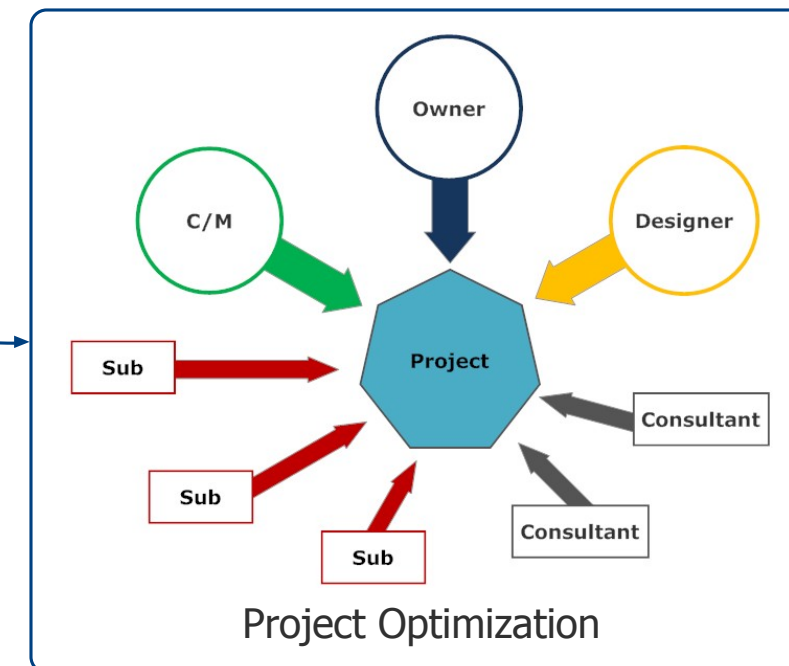 Owner
C/M
Designer
Project
Sub
Consultant
Sub
Consultant
Sub
Project Optimization